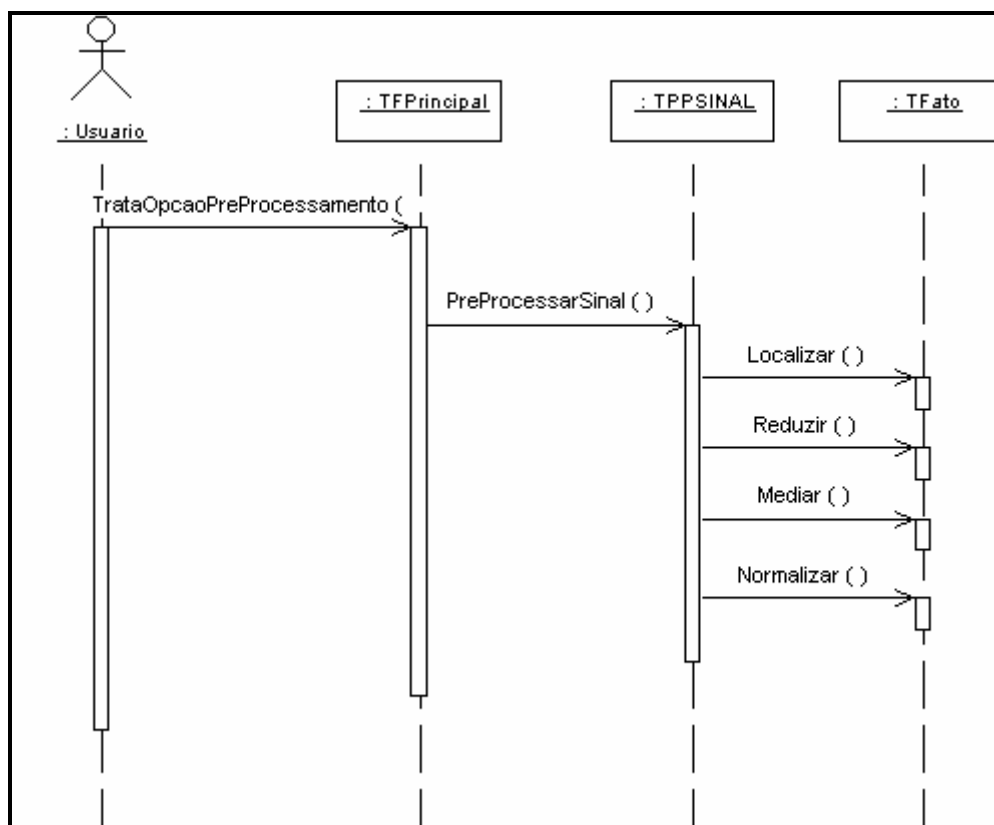 : Usuario
: TFPrincipal
: TPPSINAL
: TFato
TrataOpcaoPreProcessamento (
PreProcessarSinal ( )
Localizar ( )
Reduzir ( )
Mediar ( )
Normalizar ( )